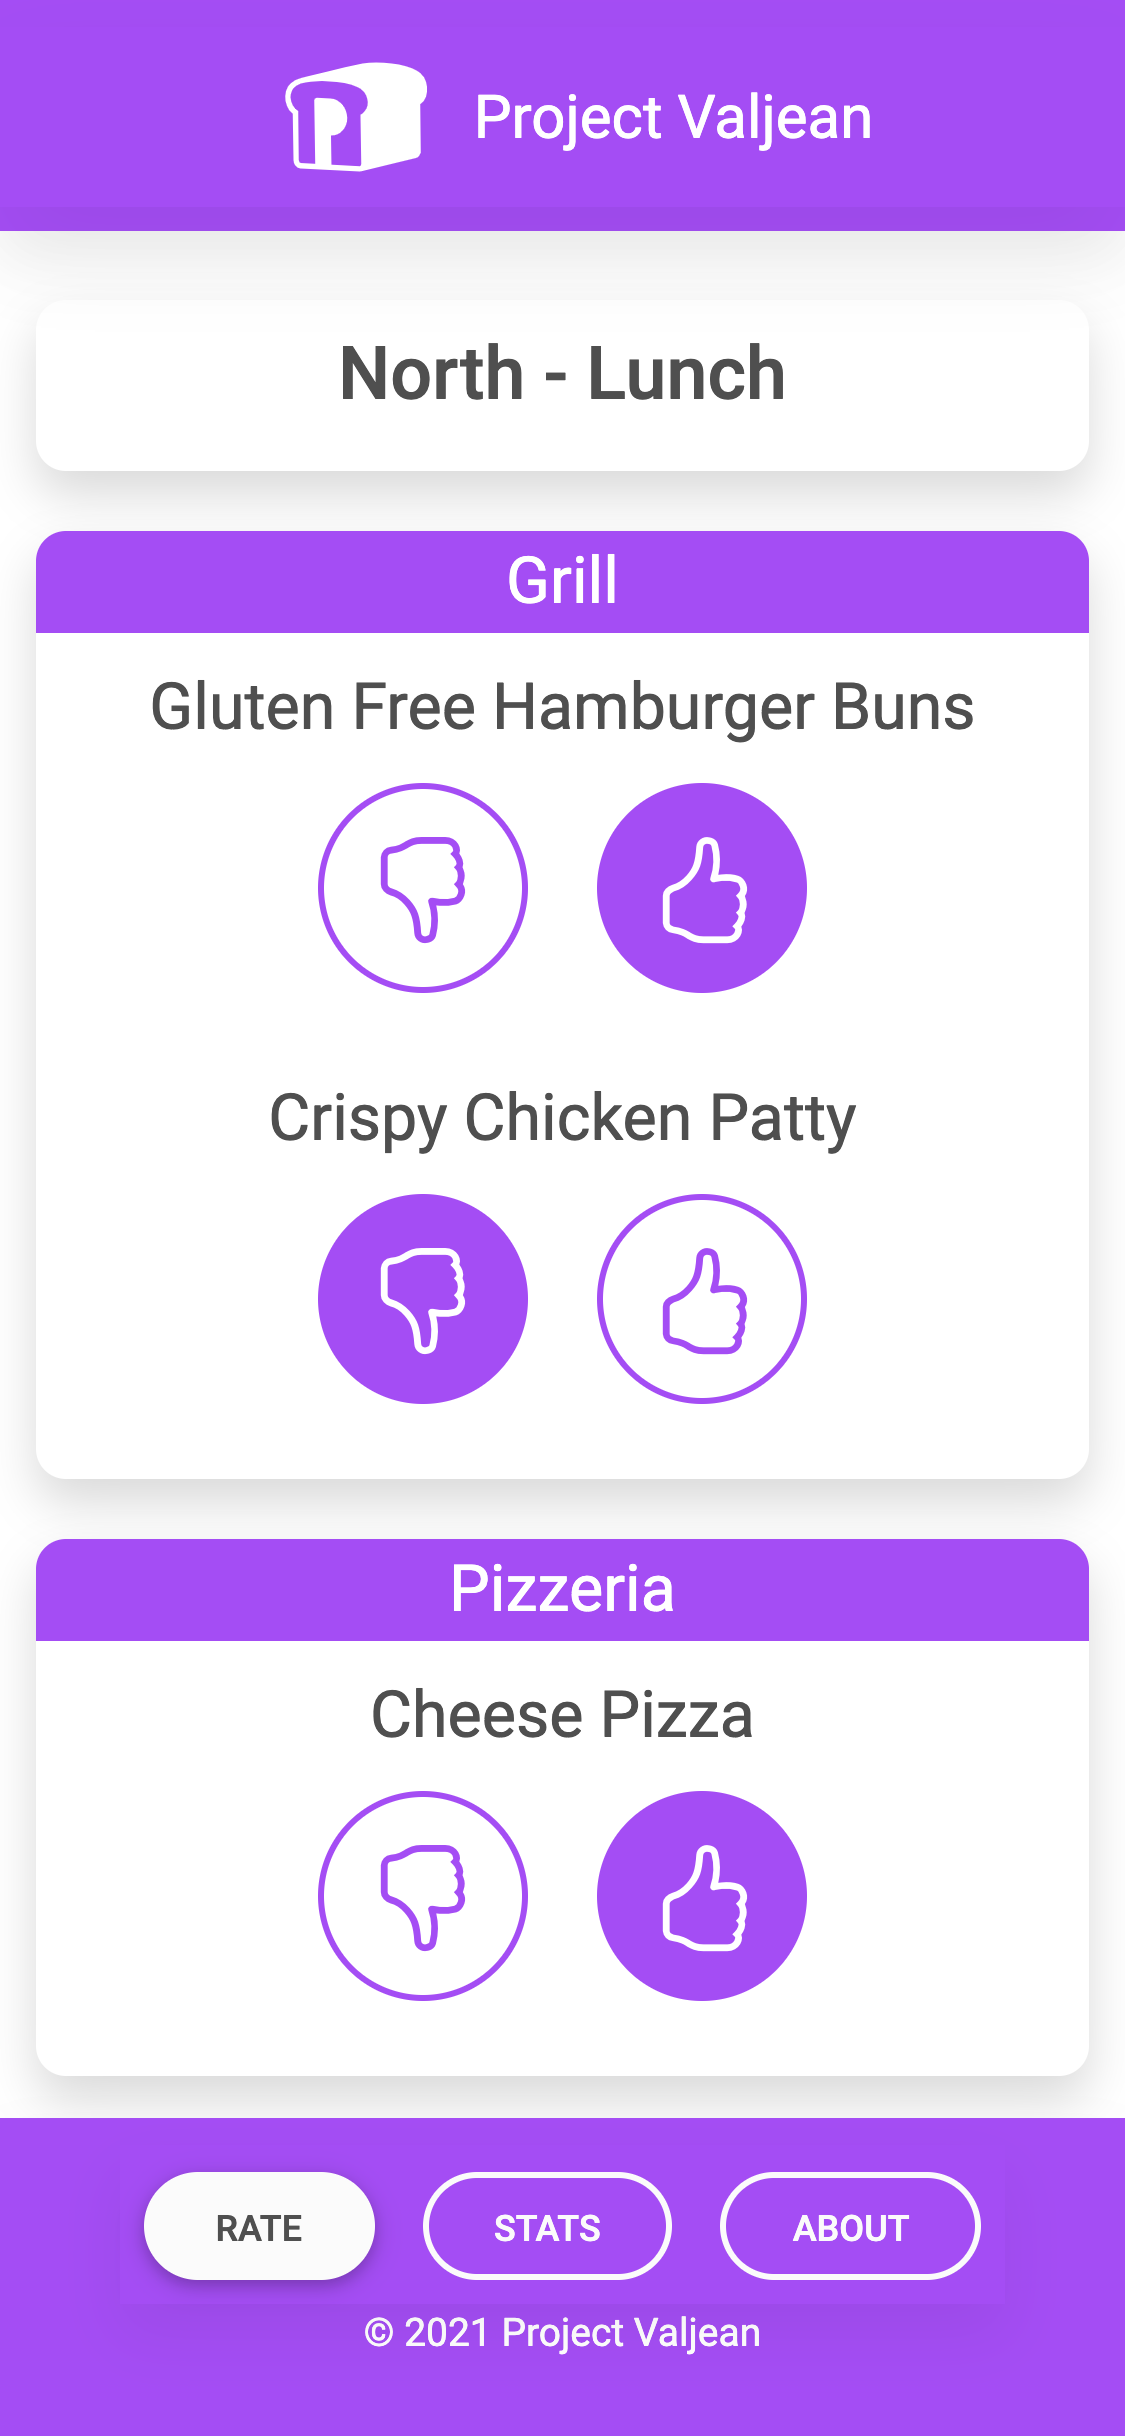 P
Project Valjean
North - Lunch
Grill
Gluten Free Hamburger Buns
Crispy Chicken Patty
Pizzeria
Cheese Pizza
RATE STATS ABOUT
© 2021 Project Valjean